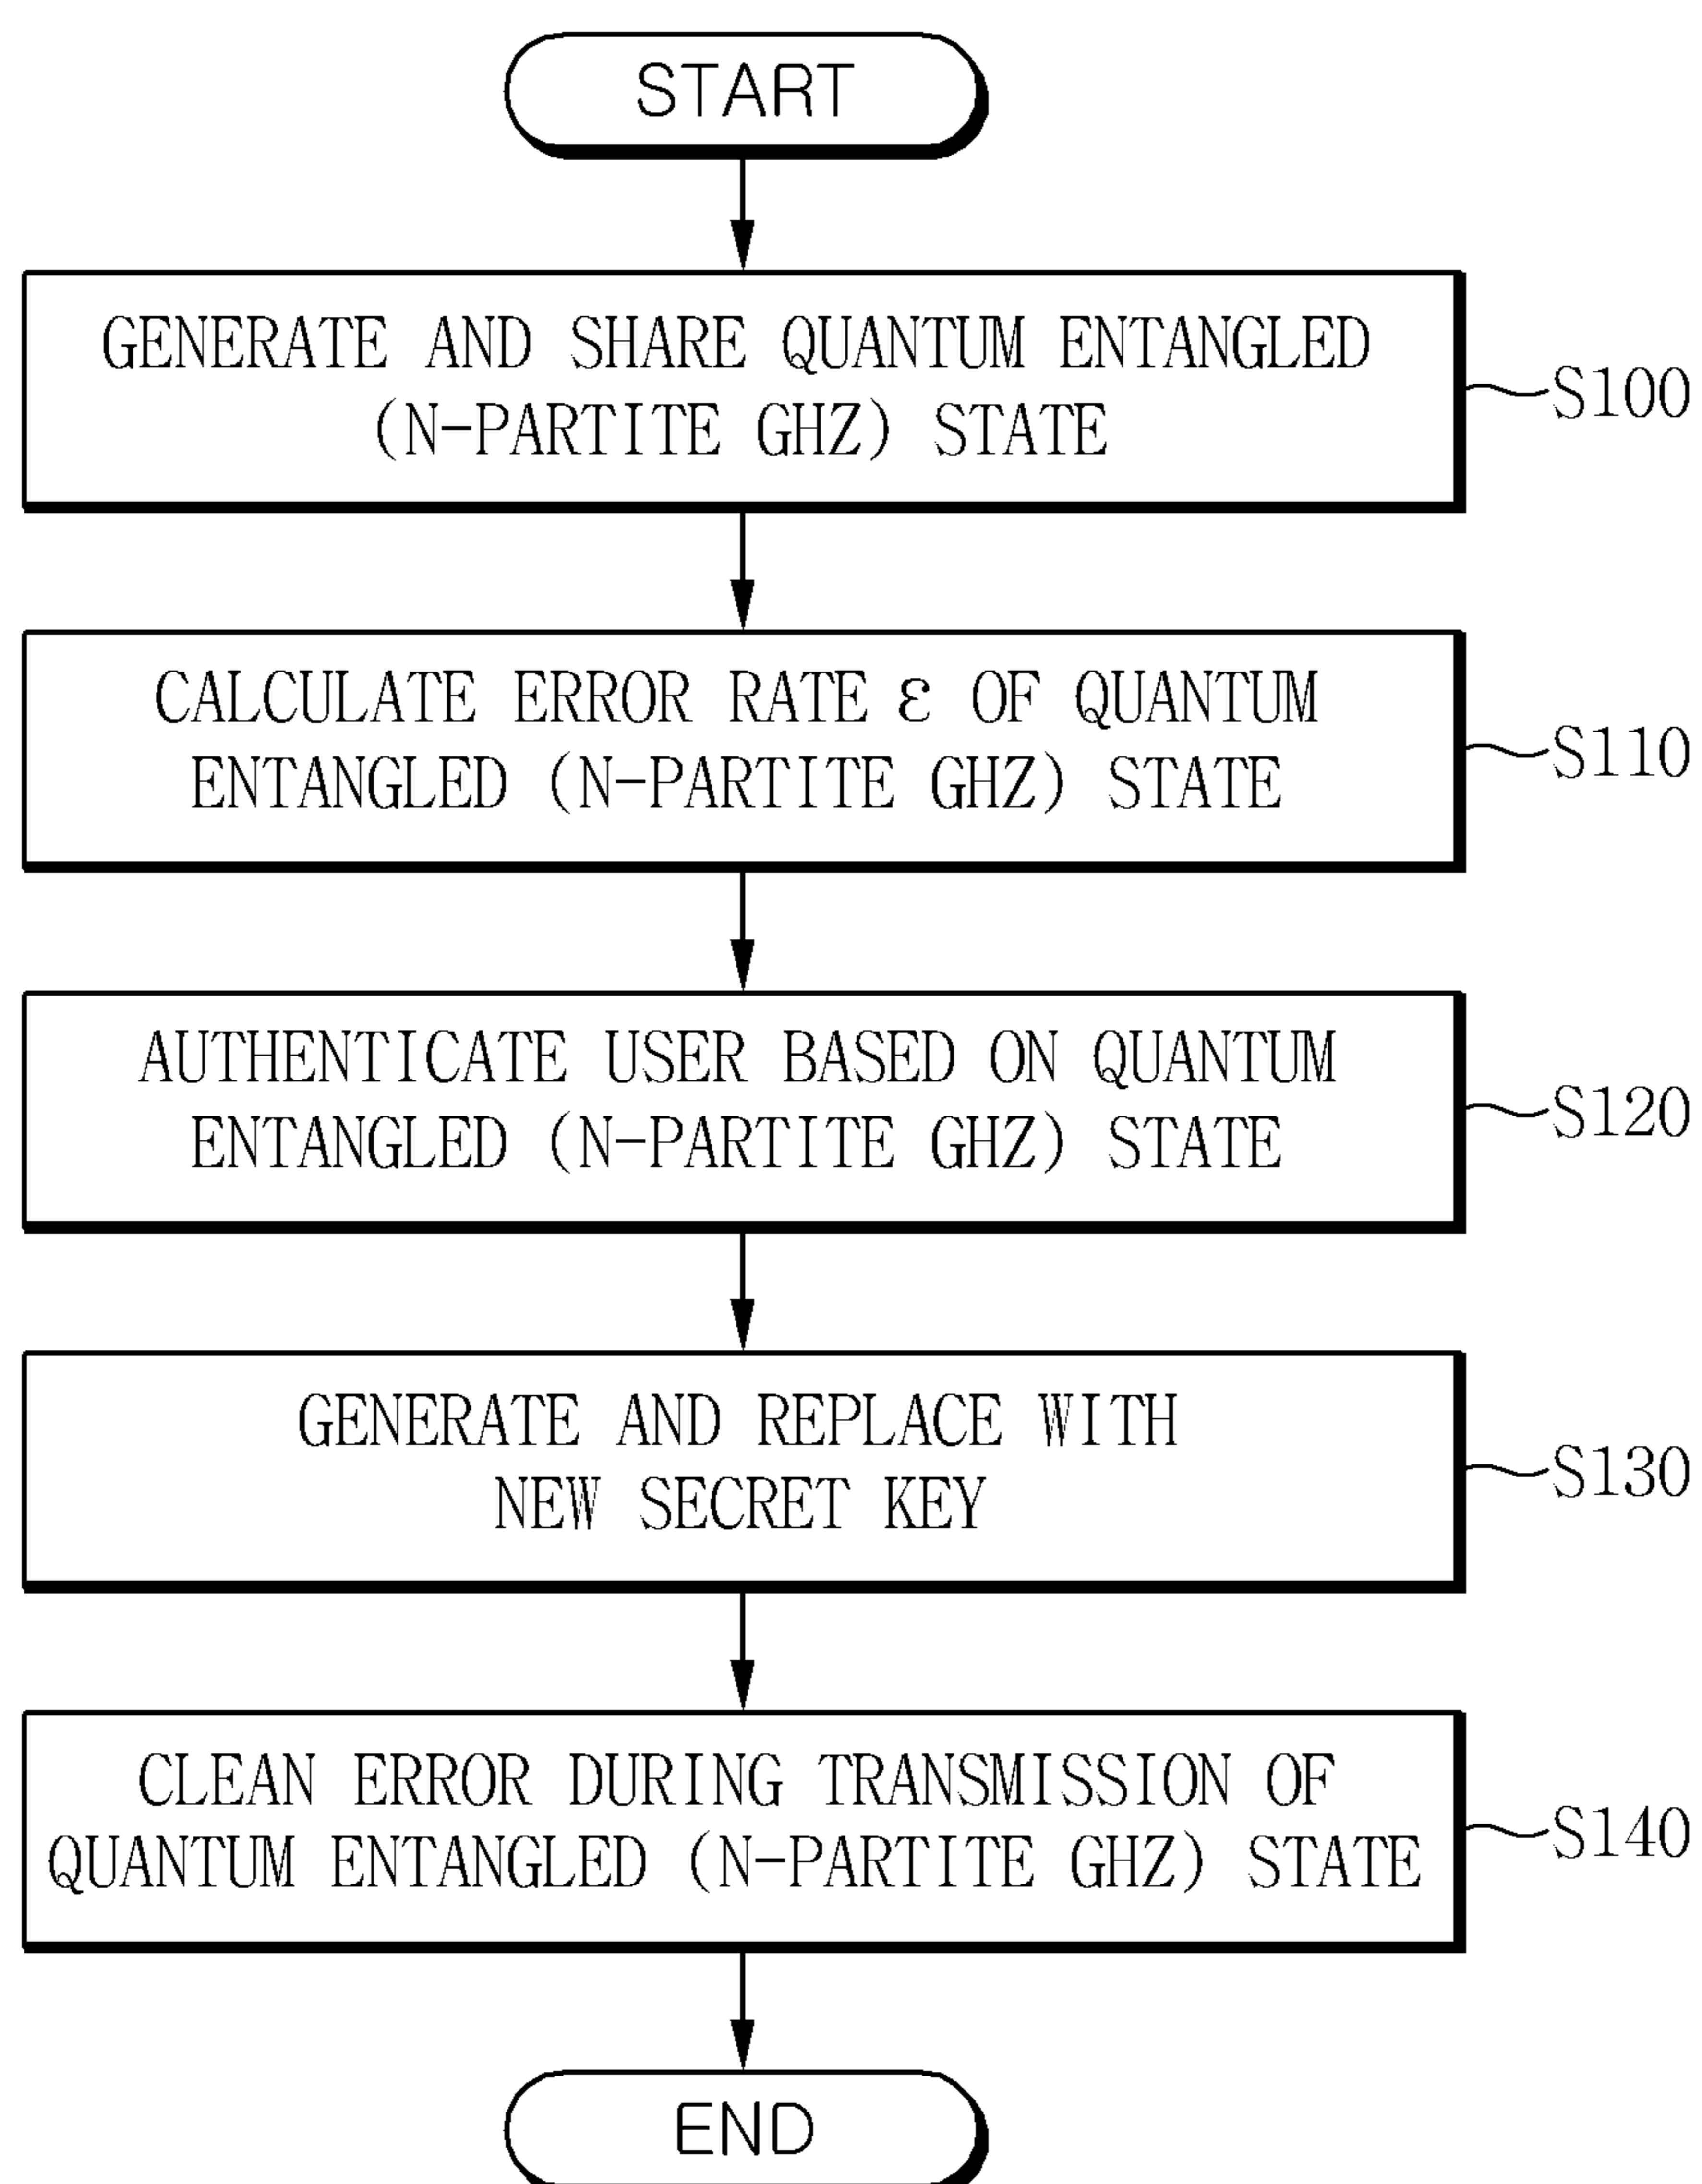 START
GENERATE AND SHARE QUANTUM ENTANGLED
(N-PARTITE GHZ) STATE
S100
CALCULATE ERROR RATE ε OF QUANTUM
ENTANGLED (N-PARTITE GHZ) STATE
S110
AUTHENTICATE USER BASED ON QUANTUM
ENTANGLED (N-PARTITE GHZ) STATE
S120
GENERATE AND REPLACE WITH
NEW SECRET KEY
S130
CLEAN ERROR DURING TRANSMISSION OF
QUANTUM ENTANGLED (N-PARTITE GHZ) STATE
S140
END